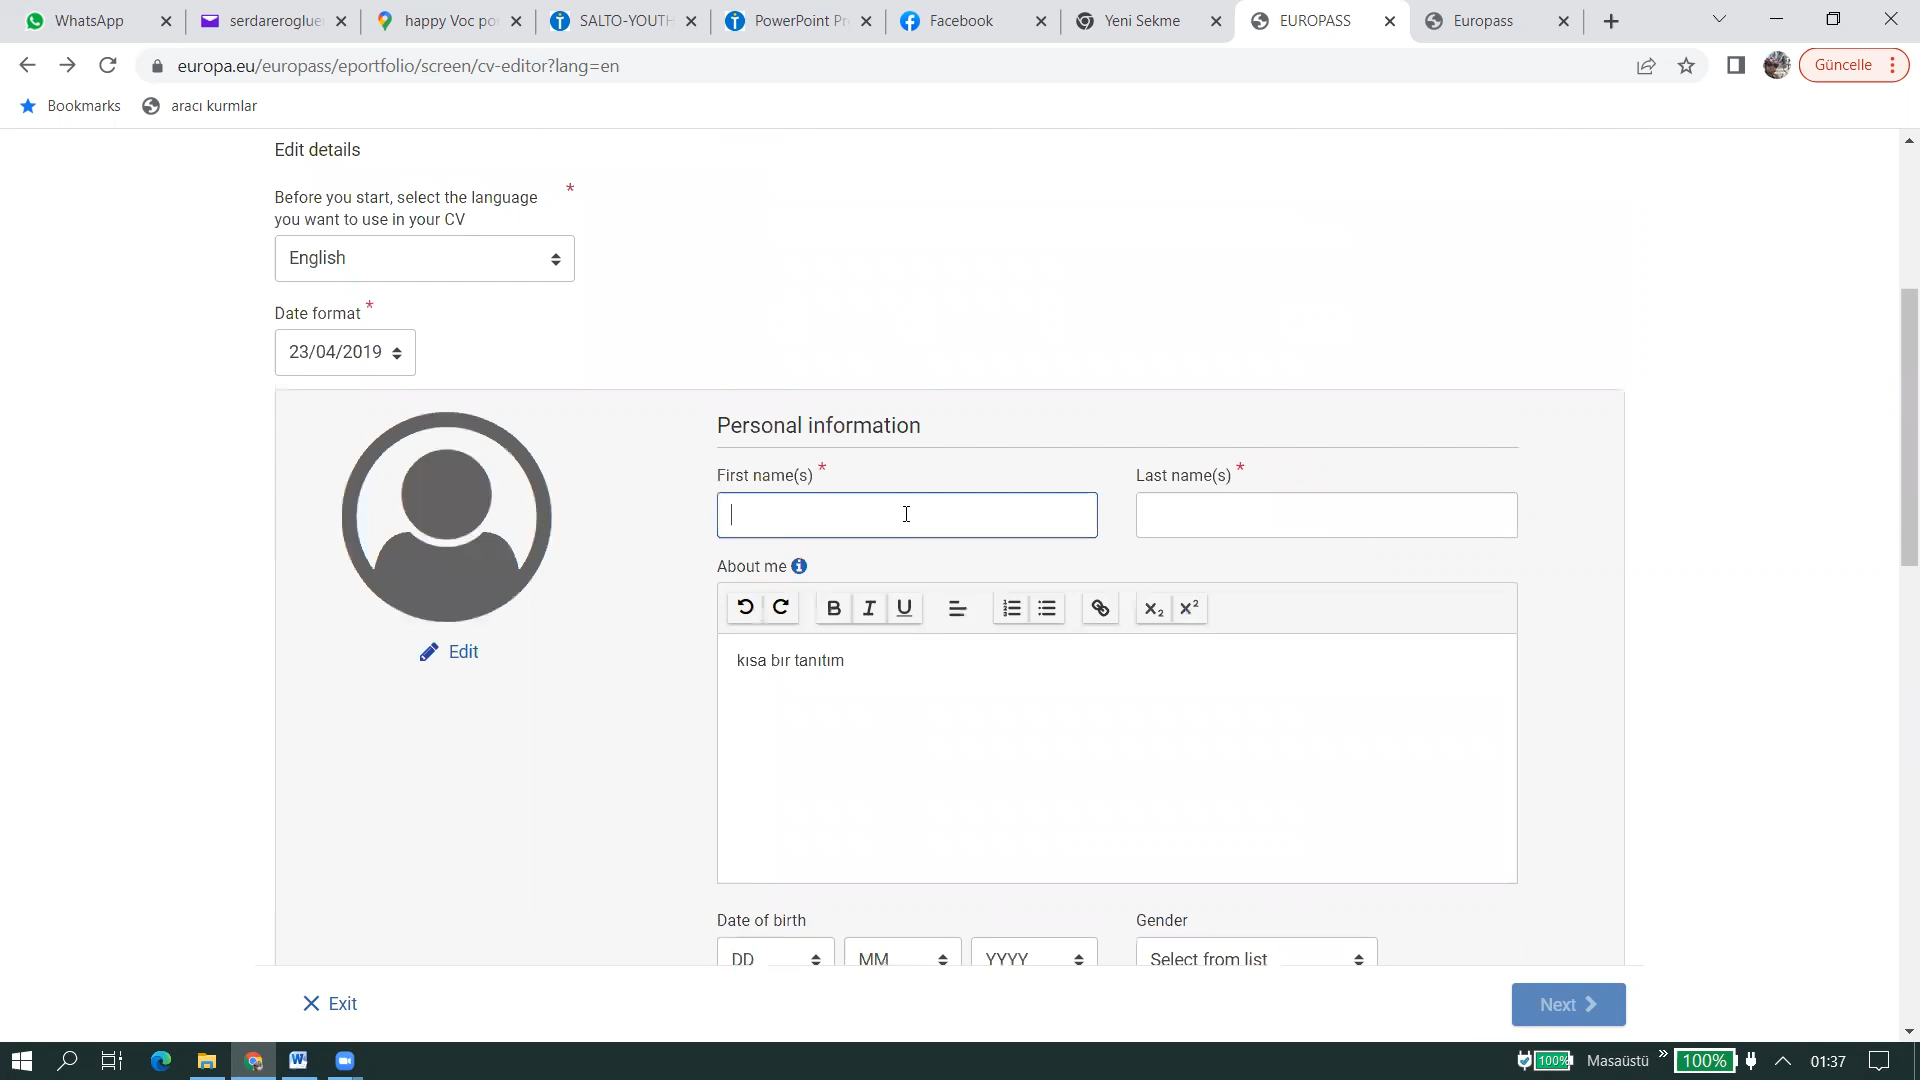 WhatsApp
serdareroglue
happy Voc po
SALTO-YOUTH
PowerPoint Pr
Facebook
Yeni Sekme
EUROPASS
Europass
europa.eu/europass/eportfolio/screen/cv-editor?lang=en
Güncelle
Bookmarks
aracı kurmlar
Edit details
Before you start, select the language *
you want to use in your CV
English
Date format *
23/04/2019
Personal information
First name(s) *
Last name(s) *
About me
B I U
X₂ X²
kısa bır tanıtım
Edit
Date of birth
Gender
DD
MM
YYYY
Select from list
Exit
Next
100%
Masaüstü
100%
01:37